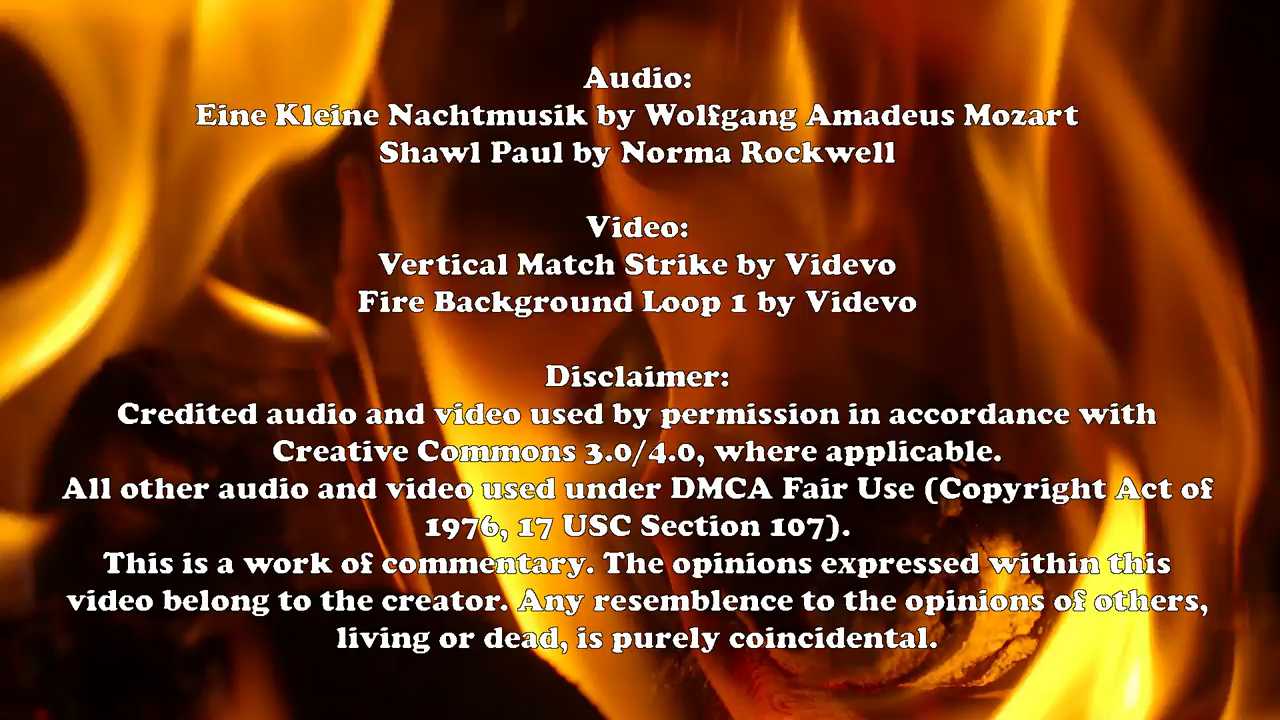 Audio:
Eine Kleine Nachtmusik by Wolfgang Amadeus Mozart
Shawl Paul by Norma Rockwell
Video:
Vertical Match Strike by Videvo
Fire Background Loop 1 by Videvo
Disclaimer:
Credited audio and video used by permission in accordance with
Creative Commons 3.0/4.0, where applicable.
All other audio and video used under DMCA Fair Use (Copyright Act of
1976, 17 USC Section 107).
This is a work of commentary. The opinions expressed within this
video belong to the creator. Any resemblence to the opinions of others,
living or dead, is purely coincidental.